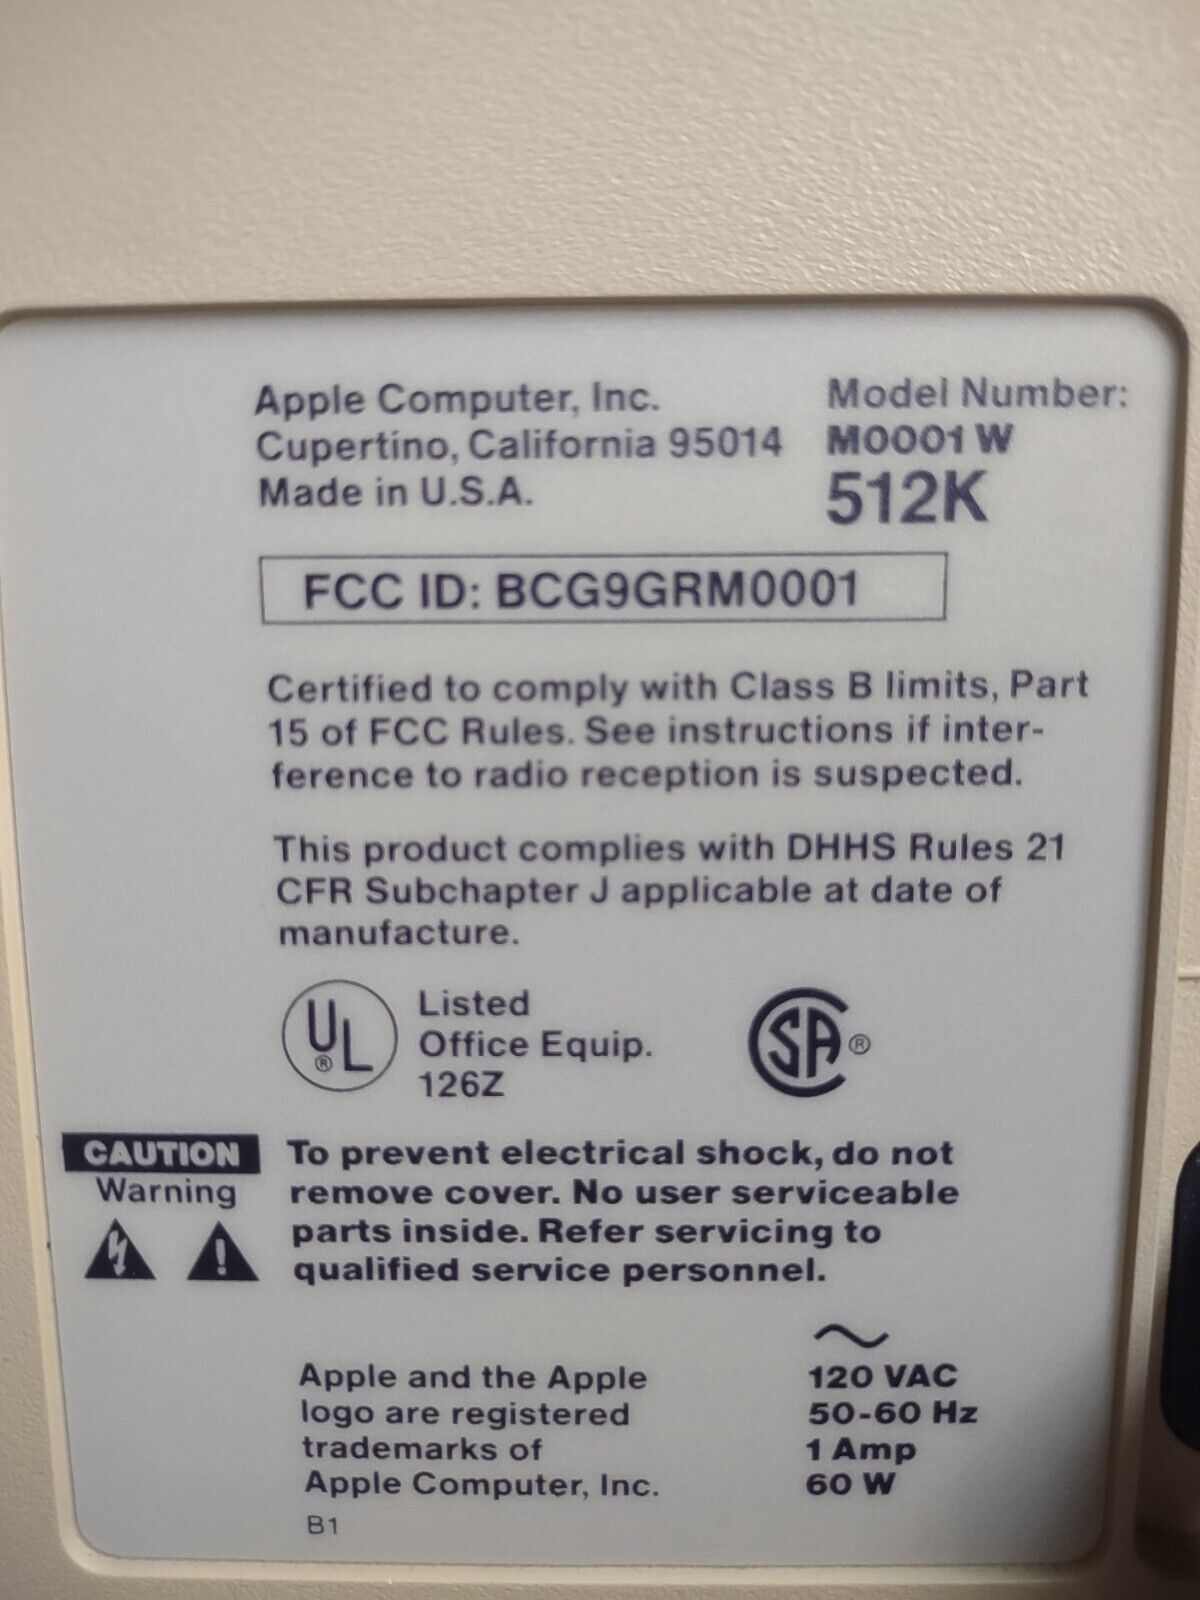 Apple Computer, Inc.
Cupertino, California 95014
Made in U.S.A.
Model Number:
M0001 W
512K
FCC ID: BCG9GRM0001
Certified to comply with Class B limits, Part
15 of FCC Rules. See instructions if inter-
ference to radio reception is suspected.
This product complies with DHHS Rules 21
CFR Subchapter J applicable at date of
manufacture.
UL®
Listed
Office Equip.
126Z
CSA®
CAUTION
Warning
To prevent electrical shock, do not
remove cover. No user serviceable
parts inside. Refer servicing to
qualified service personnel.
Apple and the Apple
logo are registered
trademarks of
Apple Computer, Inc.
B1
120 VAC
50-60 Hz
1 Amp
60 W